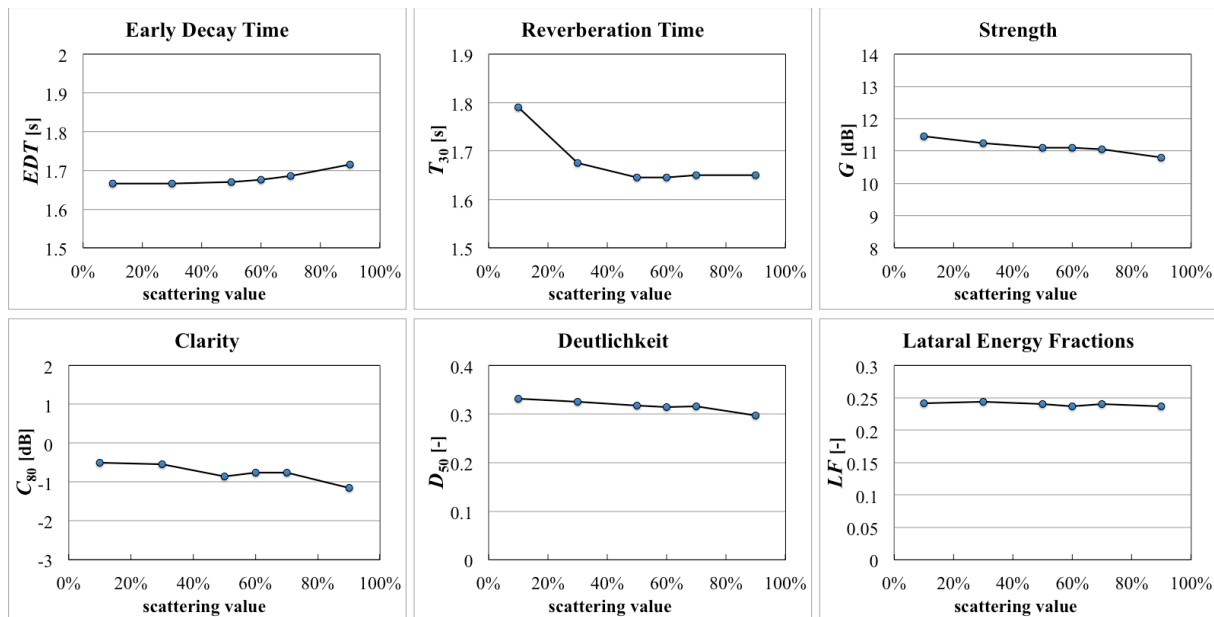 Early Decay Time
2
1.9
1.8
1.7
1.6
1.5
EDT [s]
0% 20% 40% 60% 80% 100%
scattering value
Reverberation Time
1.9
1.8
1.7
1.6
1.5
T30 [s]
0% 20% 40% 60% 80% 100%
scattering value
Strength
14
13
12
11
10
9
8
G [dB]
0% 20% 40% 60% 80% 100%
scattering value
Clarity
2
1
0
-1
-2
-3
C80 [dB]
0% 20% 40% 60% 80% 100%
scattering value
Deutlichkeit
0.4
0.3
0.2
0.1
0
D50 [-]
0% 20% 40% 60% 80% 100%
scattering value
Lataral Energy Fractions
0.3
0.25
0.2
0.15
0.1
0.05
0
LF [-]
0% 20% 40% 60% 80% 100%
scattering value